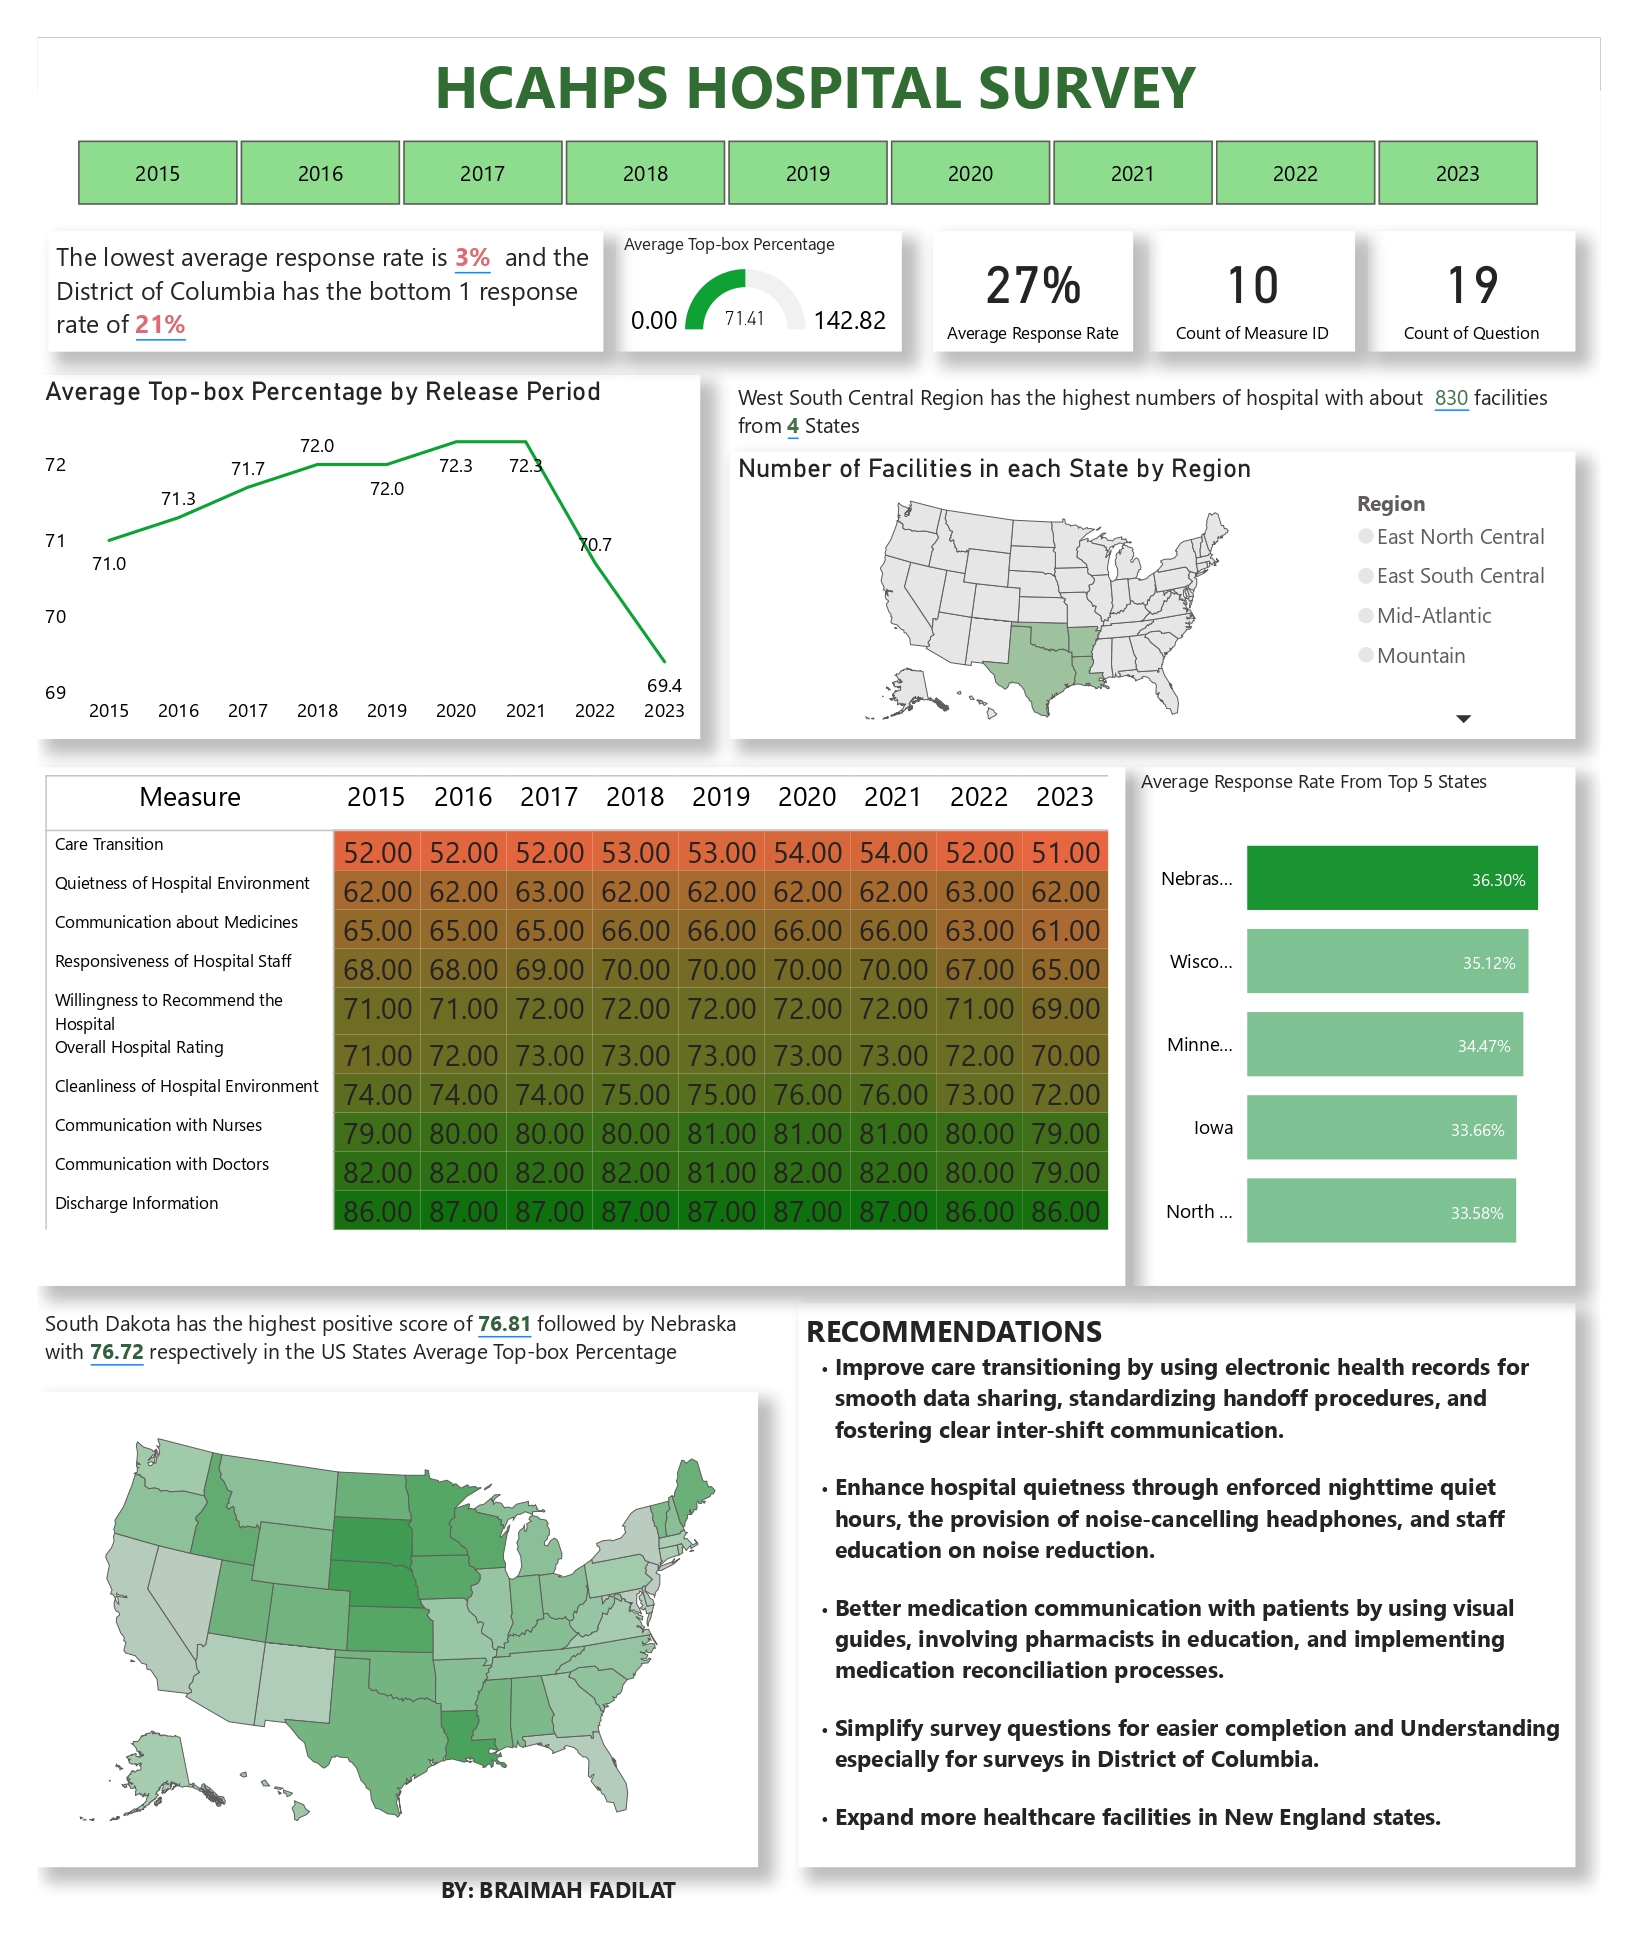 HCAHPS HOSPITAL SURVEY
2015 2016 2017 2018 2019 2020 2021 2022 2023
The lowest average response rate is 3% and the
District of Columbia has the bottom 1 response
rate of 21%
Average Top-box Percentage
0.00 71.41 142.82
27%
Average Response Rate
10
Count of Measure ID
19
Count of Question
Average Top-box Percentage by Release Period
72
71
70
69
71.0 71.3 71.7 72.0 72.0 72.3 72.3 70.7 69.4
2015 2016 2017 2018 2019 2020 2021 2022 2023
West South Central Region has the highest numbers of hospital with about 830 facilities
from 4 States
Number of Facilities in each State by Region
Region
East North Central
East South Central
Mid-Atlantic
Mountain
Measure 2015 2016 2017 2018 2019 2020 2021 2022 2023
Care Transition 52.00 52.00 52.00 53.00 53.00 54.00 54.00 52.00 51.00
Quietness of Hospital Environment 62.00 62.00 63.00 62.00 62.00 62.00 62.00 63.00 62.00
Communication about Medicines 65.00 65.00 65.00 66.00 66.00 66.00 66.00 63.00 61.00
Responsiveness of Hospital Staff 68.00 68.00 69.00 70.00 70.00 70.00 70.00 67.00 65.00
Willingness to Recommend the
Hospital 71.00 71.00 72.00 72.00 72.00 72.00 72.00 71.00 69.00
Overall Hospital Rating 71.00 72.00 73.00 73.00 73.00 73.00 73.00 72.00 70.00
Cleanliness of Hospital Environment 74.00 74.00 74.00 75.00 75.00 76.00 76.00 73.00 72.00
Communication with Nurses 79.00 80.00 80.00 80.00 81.00 81.00 81.00 80.00 79.00
Communication with Doctors 82.00 82.00 82.00 82.00 81.00 82.00 82.00 80.00 79.00
Discharge Information 86.00 87.00 87.00 87.00 87.00 87.00 87.00 86.00 86.00
Average Response Rate From Top 5 States
Nebras... 36.30%
Wisco... 35.12%
Minne... 34.47%
Iowa 33.66%
North ... 33.58%
South Dakota has the highest positive score of 76.81 followed by Nebraska
with 76.72 respectively in the US States Average Top-box Percentage
RECOMMENDATIONS
• Improve care transitioning by using electronic health records for
smooth data sharing, standardizing handoff procedures, and
fostering clear inter-shift communication.
• Enhance hospital quietness through enforced nighttime quiet
hours, the provision of noise-cancelling headphones, and staff
education on noise reduction.
• Better medication communication with patients by using visual
guides, involving pharmacists in education, and implementing
medication reconciliation processes.
• Simplify survey questions for easier completion and Understanding
especially for surveys in District of Columbia.
• Expand more healthcare facilities in New England states.
BY: BRAIMAH FADILAT